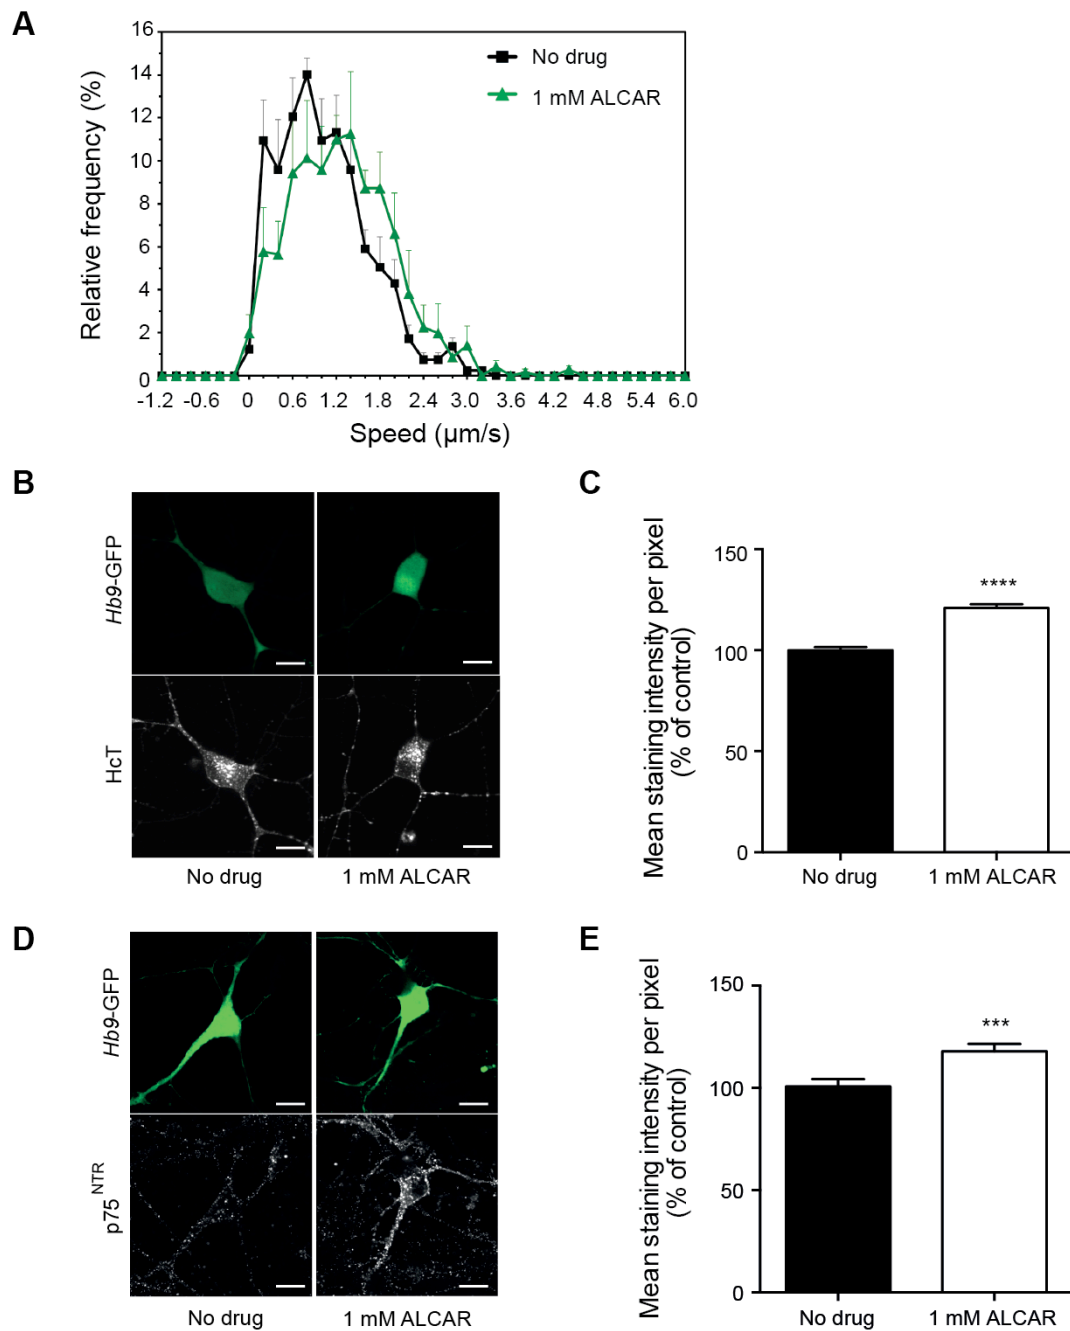 A
16
14
12
10
8
6
4
2
0
Relative frequency (%)
No drug
1 mM ALCAR
-1.2 -0.6 0 0.6 1.2 1.8 2.4 3.0 3.6 4.2 4.8 5.4 6.0
Speed (µm/s)
B
Hb9-GFP
HcT
No drug 1 mM ALCAR
C
Mean staining intensity per pixel
(% of control)
150
100
50
0
****
No drug 1 mM ALCAR
D
Hb9-GFP
p75NTR
No drug 1 mM ALCAR
E
Mean staining intensity per pixel
(% of control)
150
100
50
0
***
No drug 1 mM ALCAR